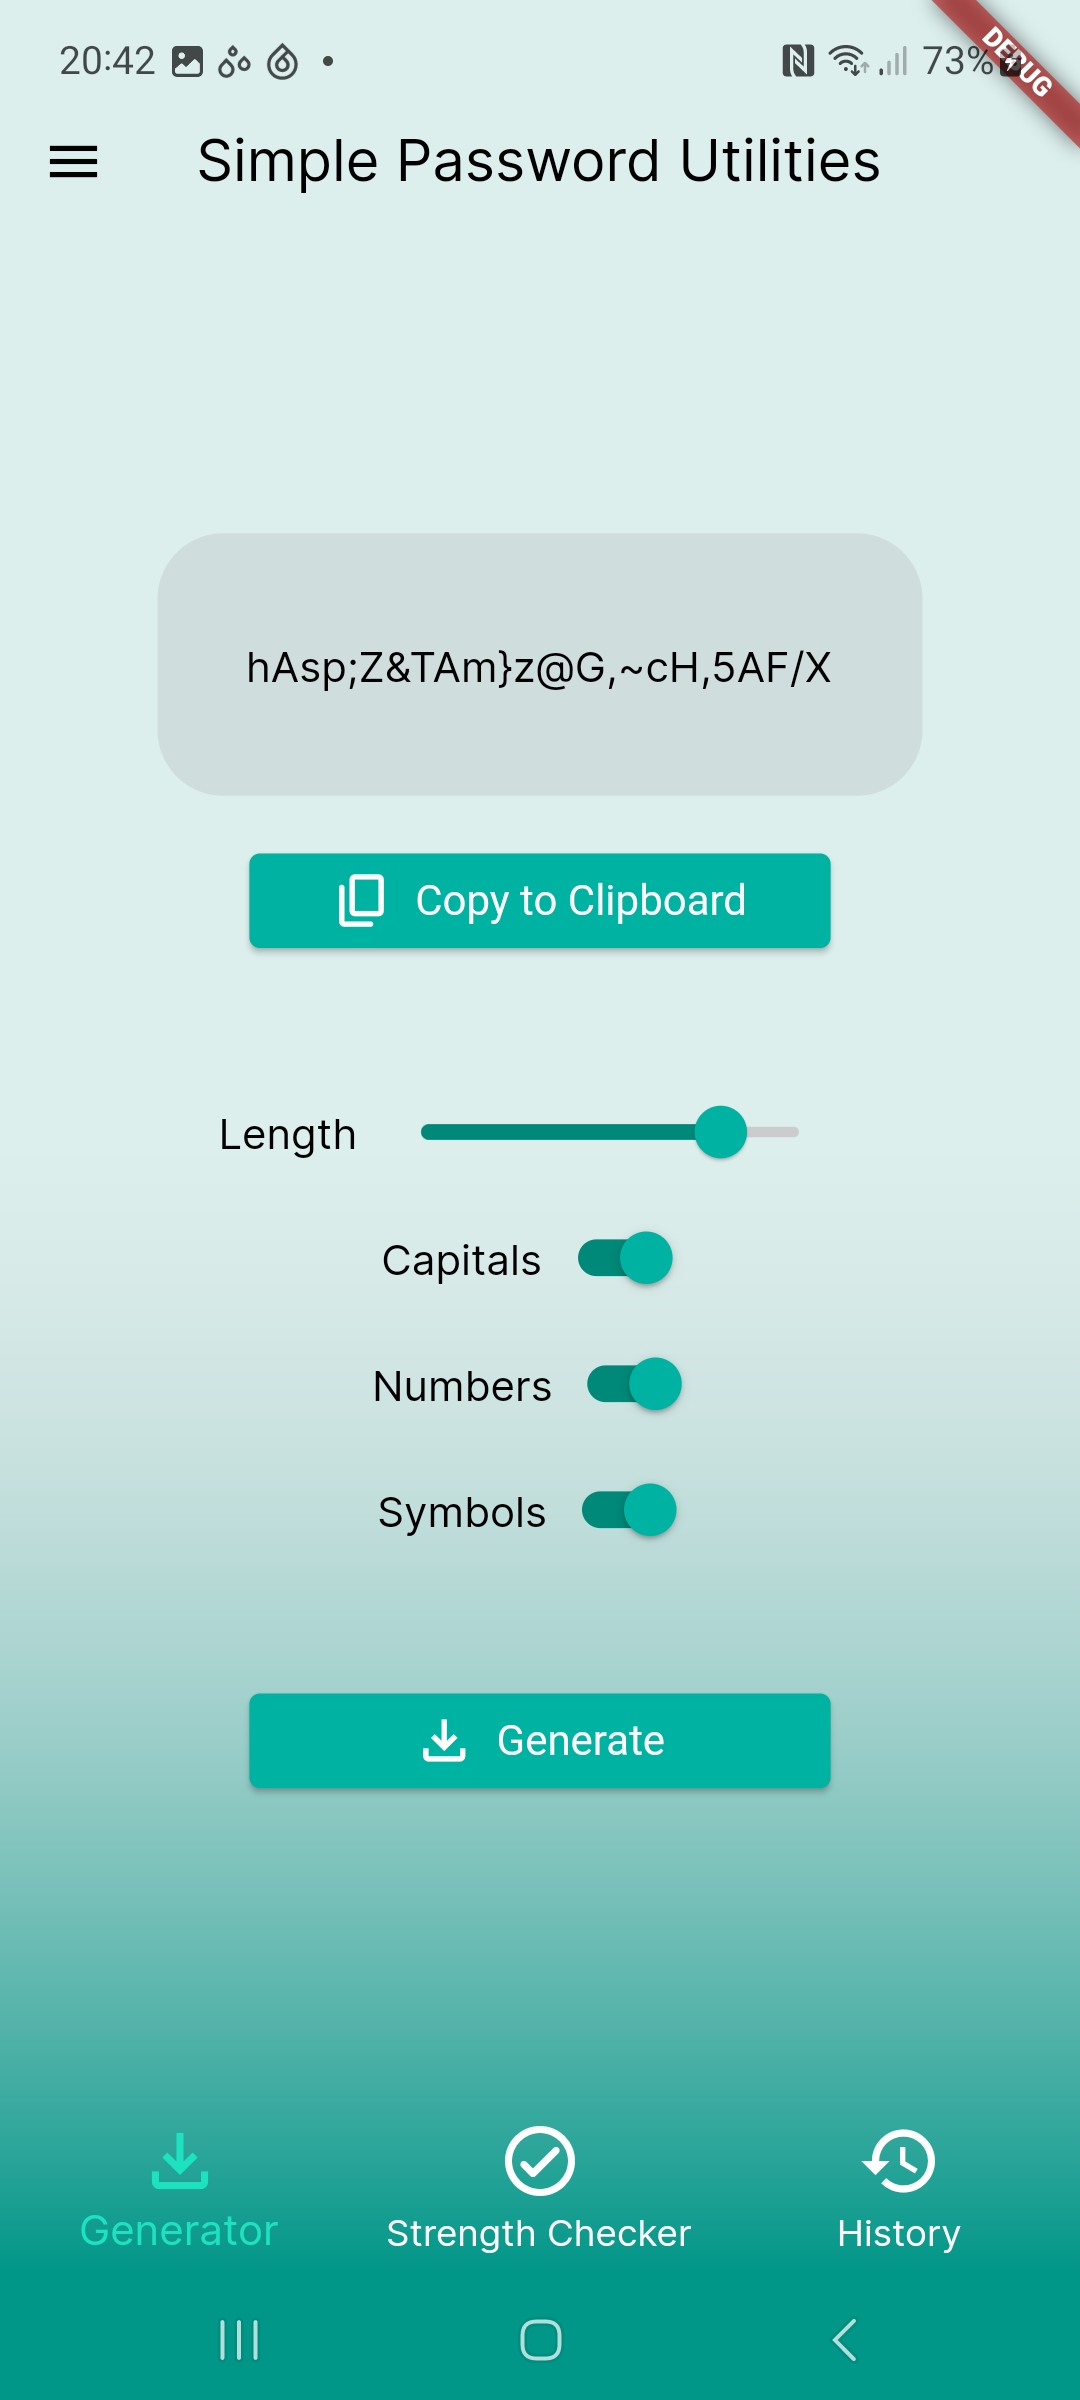 20:42 73%
DEBUG
Simple Password Utilities
hAsp;Z&TAm}z@G,~cH,5AF/X
Copy to Clipboard
Length
Capitals
Numbers
Symbols
Generate
Generator Strength Checker History